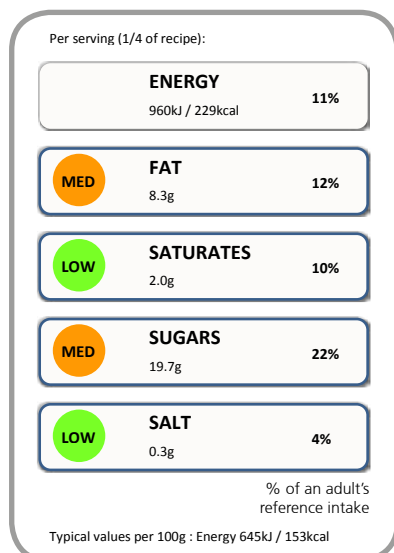 Per serving (1/4 of recipe):
ENERGY
960kJ / 229kcal
11%
MED
FAT
8.3g
12%
LOW
SATURATES
2.0g
10%
MED
SUGARS
19.7g
22%
LOW
SALT
0.3g
4%
% of an adult's
reference intake
Typical values per 100g : Energy 645kJ / 153kcal